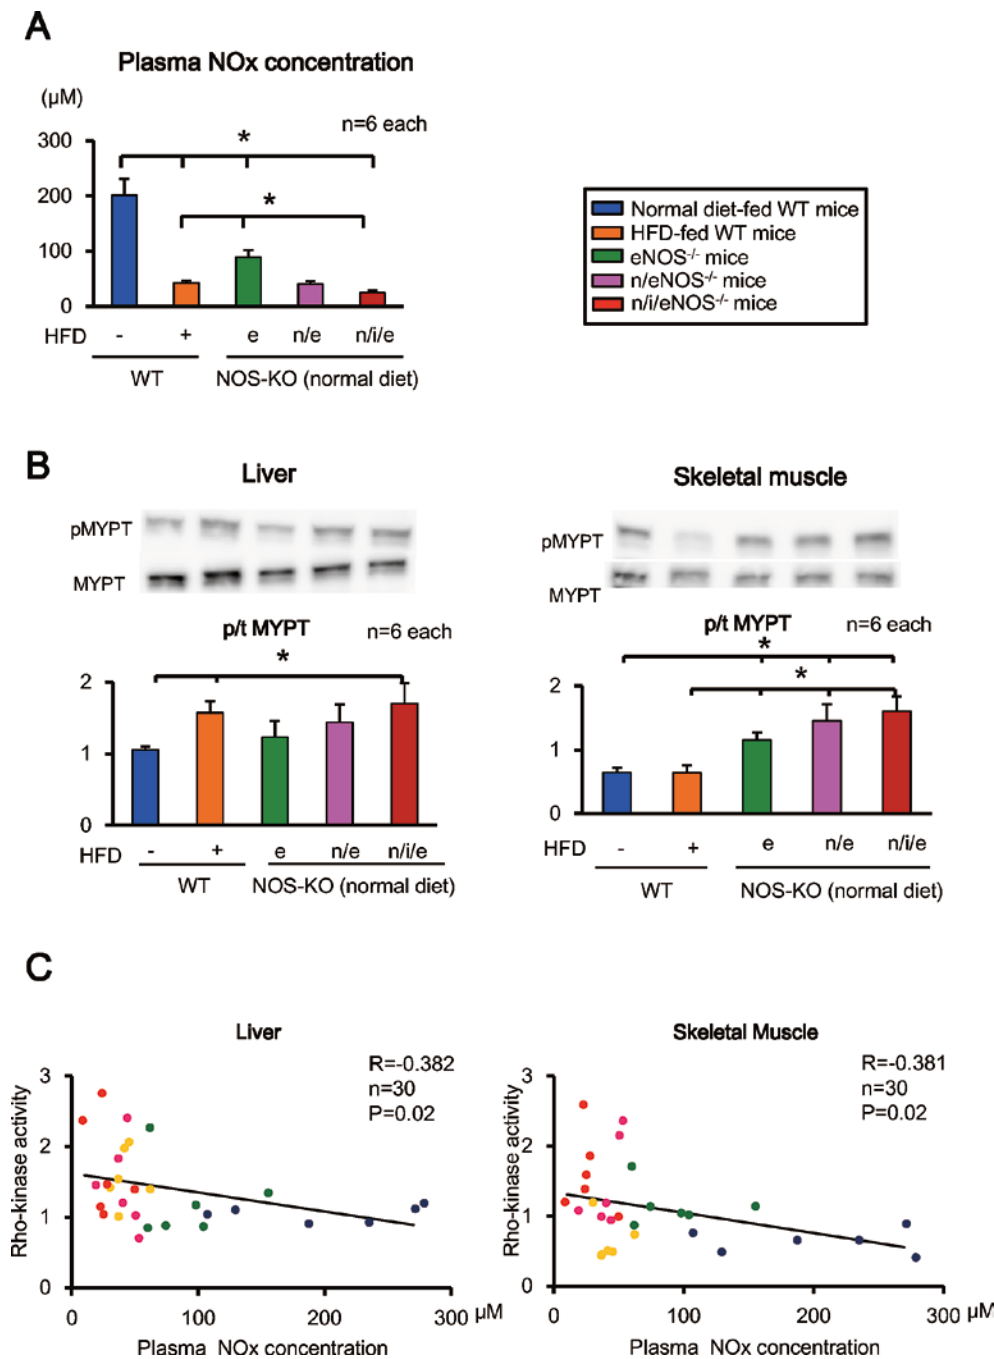 A
Plasma NOx concentration
(μM)
n=6 each
300
200
100
0
*
*
HFD - + e n/e n/i/e
WT NOS-KO (normal diet)
Normal diet-fed WT mice
HFD-fed WT mice
eNOS-/- mice
n/eNOS-/- mice
n/i/eNOS-/- mice
B
Liver
pMYPT
MYPT
p/t MYPT
n=6 each
*
2
1
0
HFD - + e n/e n/i/e
WT NOS-KO (normal diet)
Skeletal muscle
pMYPT
MYPT
p/t MYPT
n=6 each
*
*
2
1
0
HFD - + e n/e n/i/e
WT NOS-KO (normal diet)
C
Liver
R=-0.382
n=30
P=0.02
Rho-kinase activity
3
2
1
0
0 100 200 300 μM
Plasma NOx concentration
Skeletal Muscle
R=-0.381
n=30
P=0.02
Rho-kinase activity
3
2
1
0
0 100 200 300 μM
Plasma NOx concentration